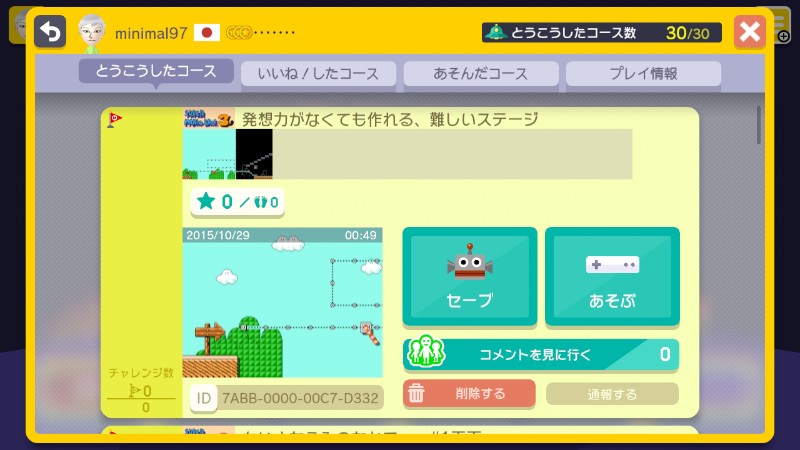 minimal97
とうこうしたコース数 30/30
とうこうしたコース
いいね!したコース
あそんだコース
プレイ情報
発想力がなくても作れる、難しいステージ
0 / 0
2015/10/29 00:49
セーブ
あそぶ
コメントを見に行く 0
チャレンジ数
0
0
ID 7ABB-0000-00C7-D332
削除する
通報する